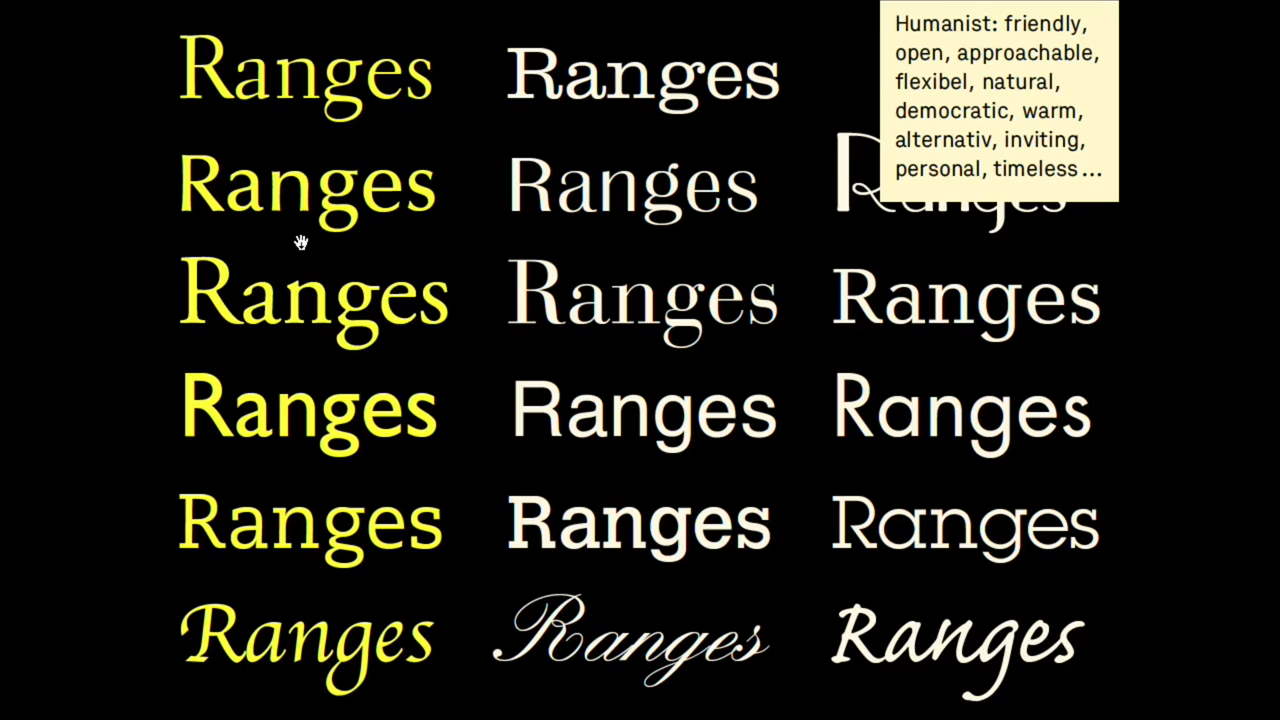 Ranges Ranges
Humanist: friendly,
open, approachable,
flexibel, natural,
democratic, warm,
alternativ, inviting,
personal, timeless...
Ranges Ranges Ranges
Ranges Ranges Ranges
Ranges Ranges Ranges
Ranges Ranges Ranges
Ranges Ranges Ranges